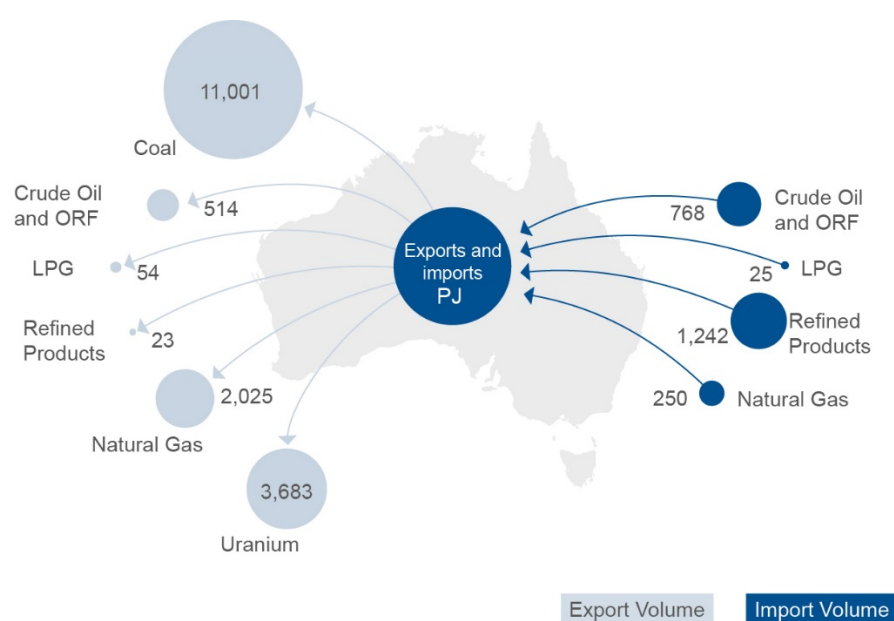 11,001
Coal
Crude Oil
and ORF
514
LPG
54
Refined
Products
23
2,025
Natural Gas
3,683
Uranium
Exports and
imports
PJ
768
Crude Oil
and ORF
25
LPG
1,242
Refined
Products
250
Natural Gas
Export Volume
Import Volume